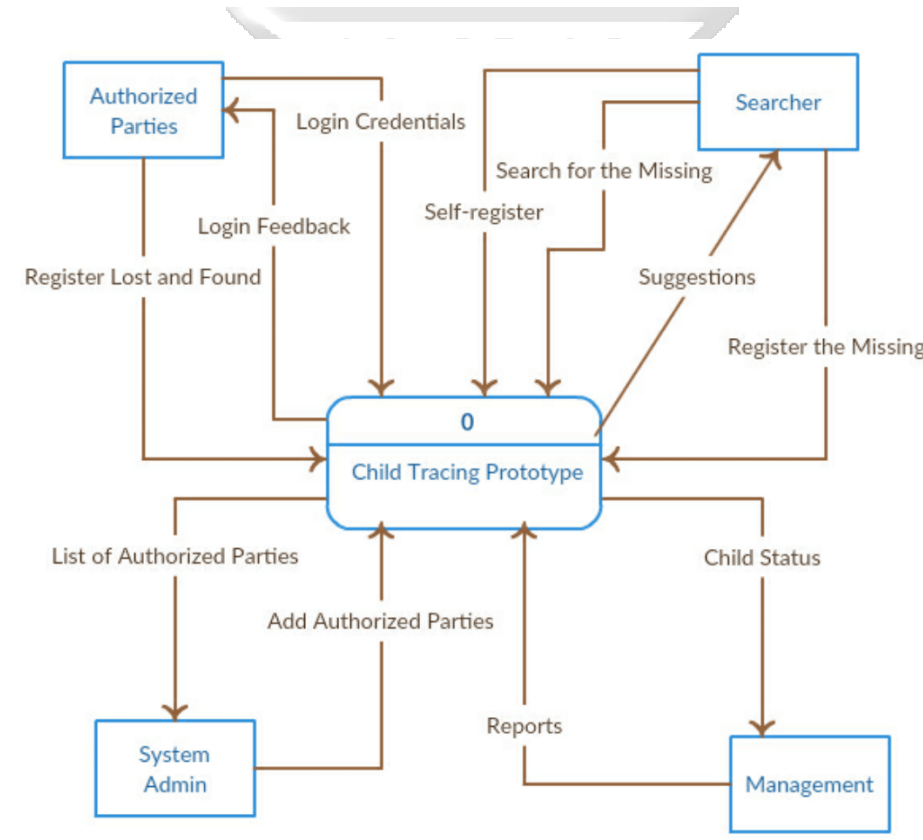 Authorized
Parties
Searcher
Login Credentials
Search for the Missing
Self-register
Login Feedback
Register Lost and Found
Suggestions
Register the Missing
0
Child Tracing Prototype
List of Authorized Parties
Child Status
Add Authorized Parties
Reports
System
Admin
Management